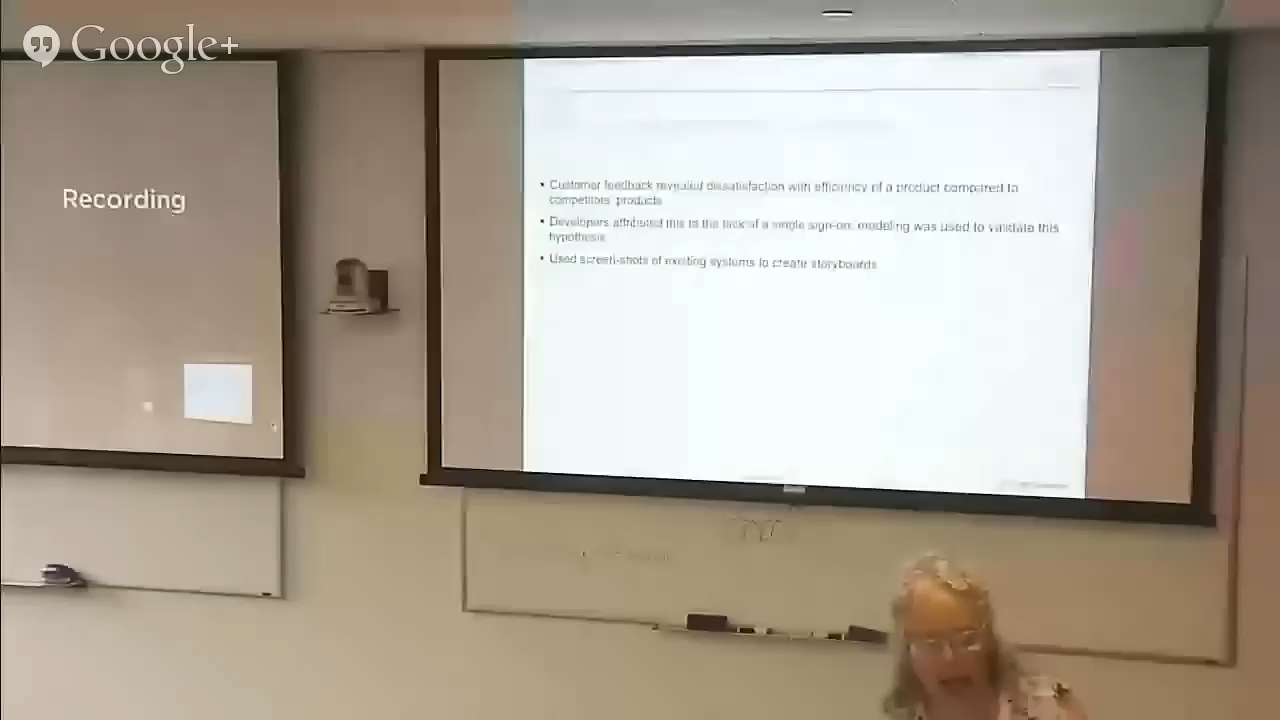 Google+
Recording
• Customer feedback revealed dissatisfaction with efficiency of a product compared to
competitors' products
• Developers attributed this to the lack of a single sign-on; modeling was used to validate this
hypothesis
• Used screen-shots of existing systems to create storyboards